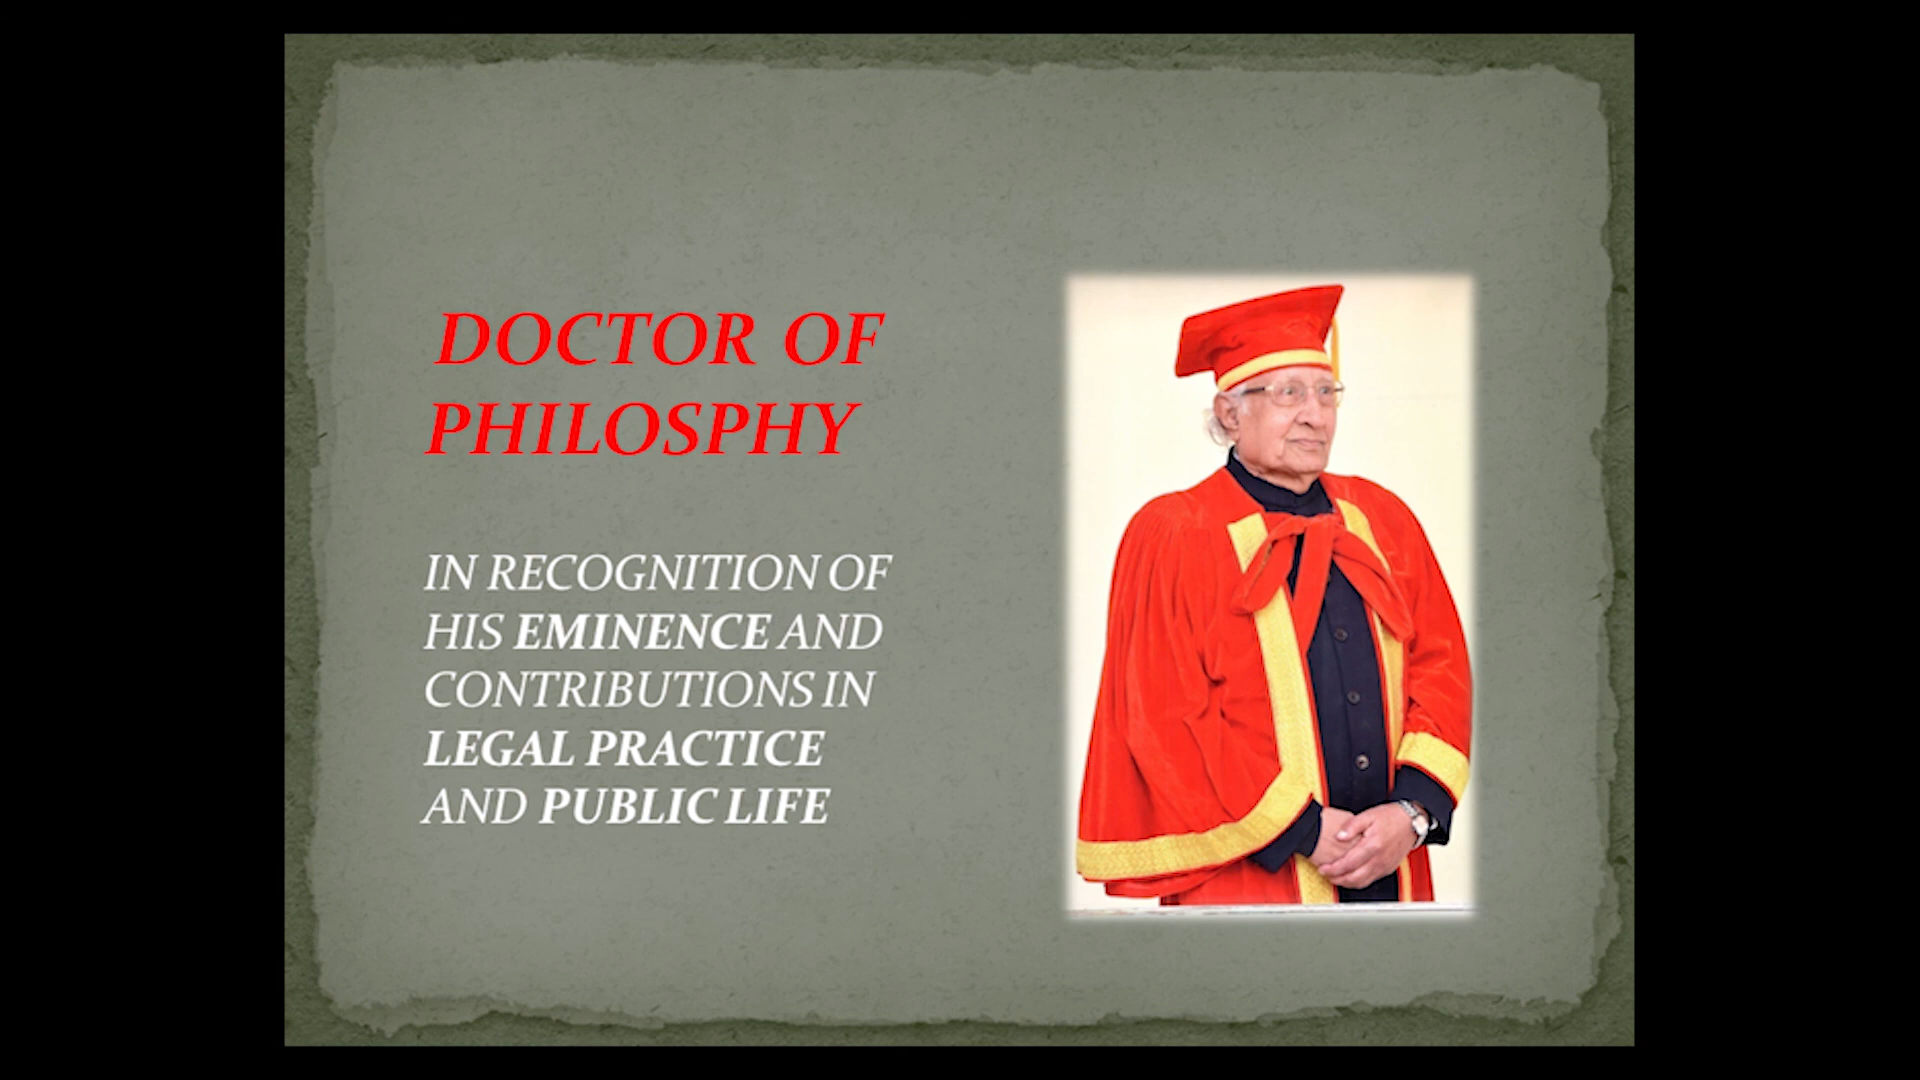 DOCTOR OF
PHILOSPHY
IN RECOGNITION OF
HIS EMINENCE AND
CONTRIBUTIONS IN
LEGAL PRACTICE
AND PUBLIC LIFE